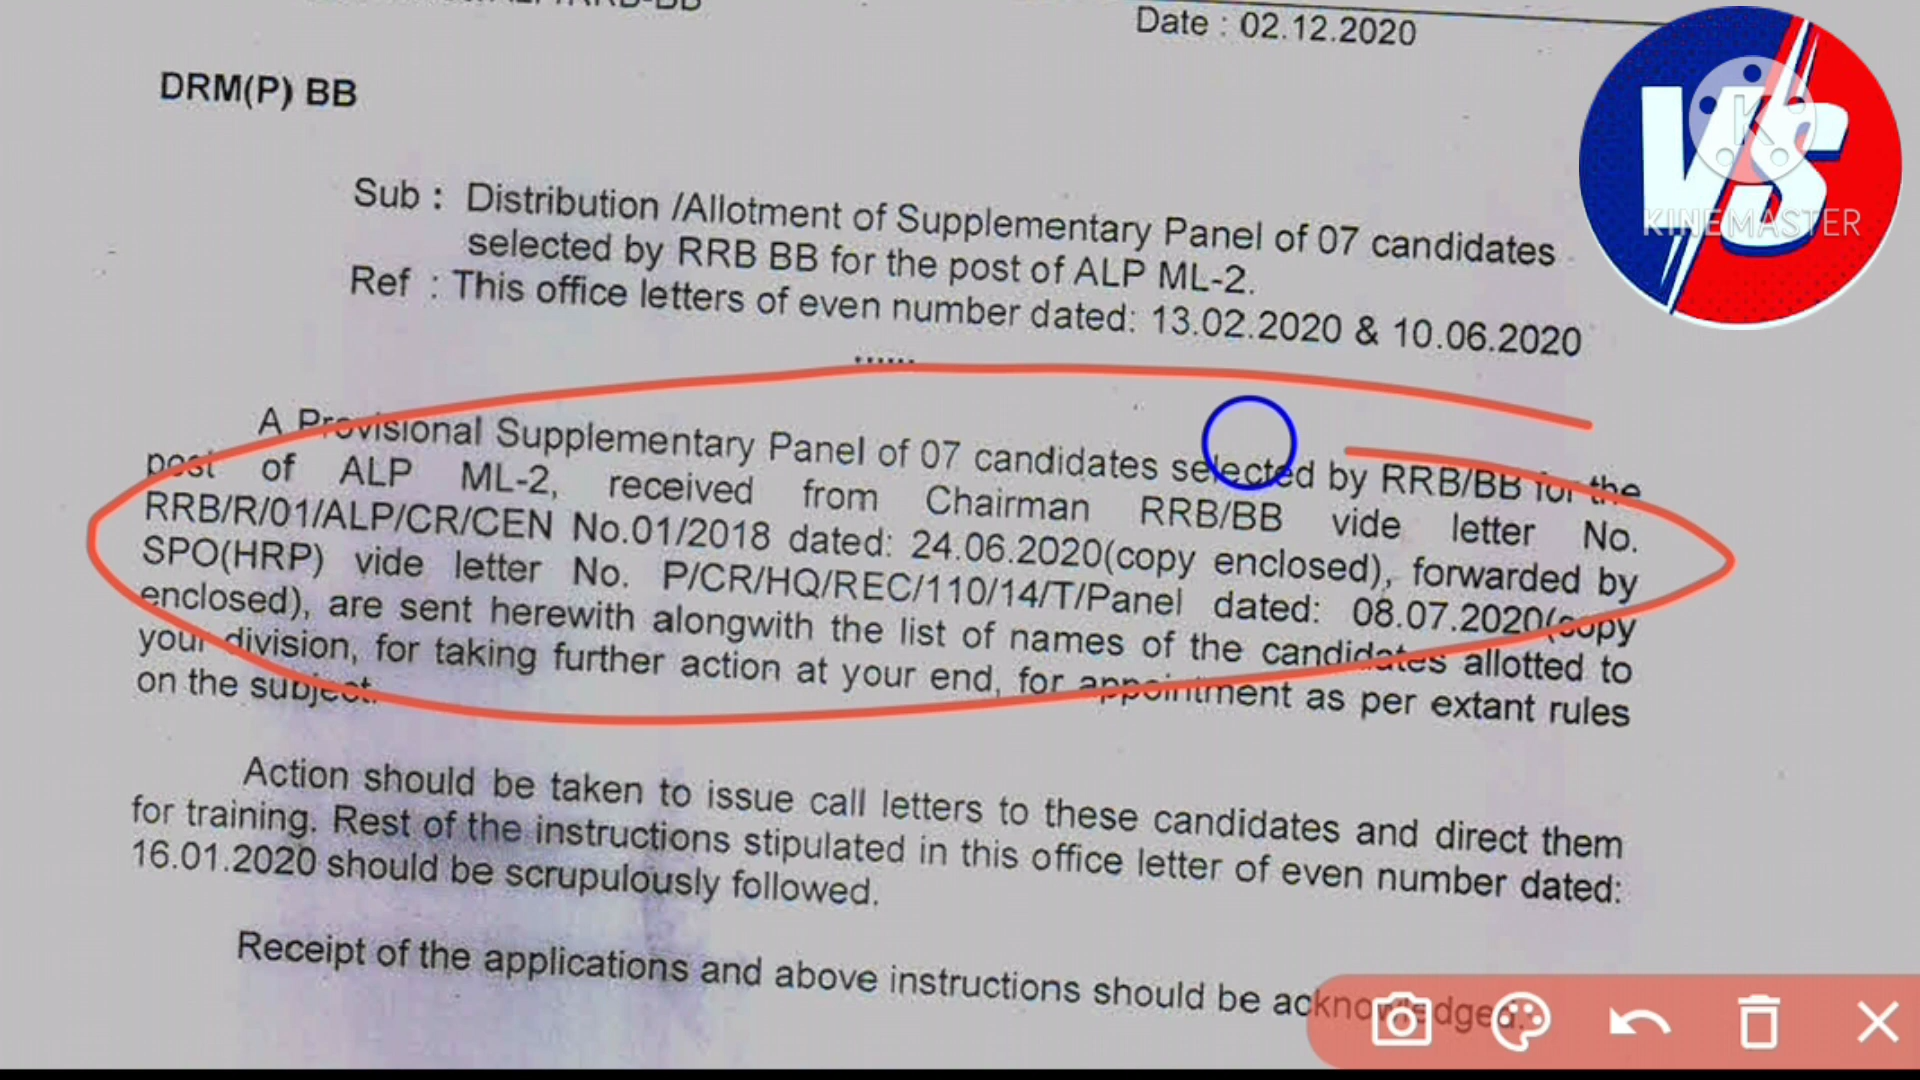 Date : 02.12.2020
DRM(P) BB
VS
K
KINEMASTER
Sub : Distribution /Allotment of Supplementary Panel of 07 candidates
selected by RRB BB for the post of ALP ML-2.
Ref : This office letters of even number dated: 13.02.2020 & 10.06.2020
......
A Provisional Supplementary Panel of 07 candidates selected by RRB/BB for the
post of ALP ML-2, received from Chairman RRB/BB vide letter No.
RRB/R/01/ALP/CR/CEN No.01/2018 dated: 24.06.2020(copy enclosed), forwarded by
SPO(HRP) vide letter No. P/CR/HQ/REC/110/14/T/Panel dated: 08.07.2020(copy
enclosed), are sent herewith alongwith the list of names of the candidates allotted to
your division, for taking further action at your end, for appointment as per extant rules
on the subject.
Action should be taken to issue call letters to these candidates and direct them
for training. Rest of the instructions stipulated in this office letter of even number dated:
16.01.2020 should be scrupulously followed.
Receipt of the applications and above instructions should be acknowledged.